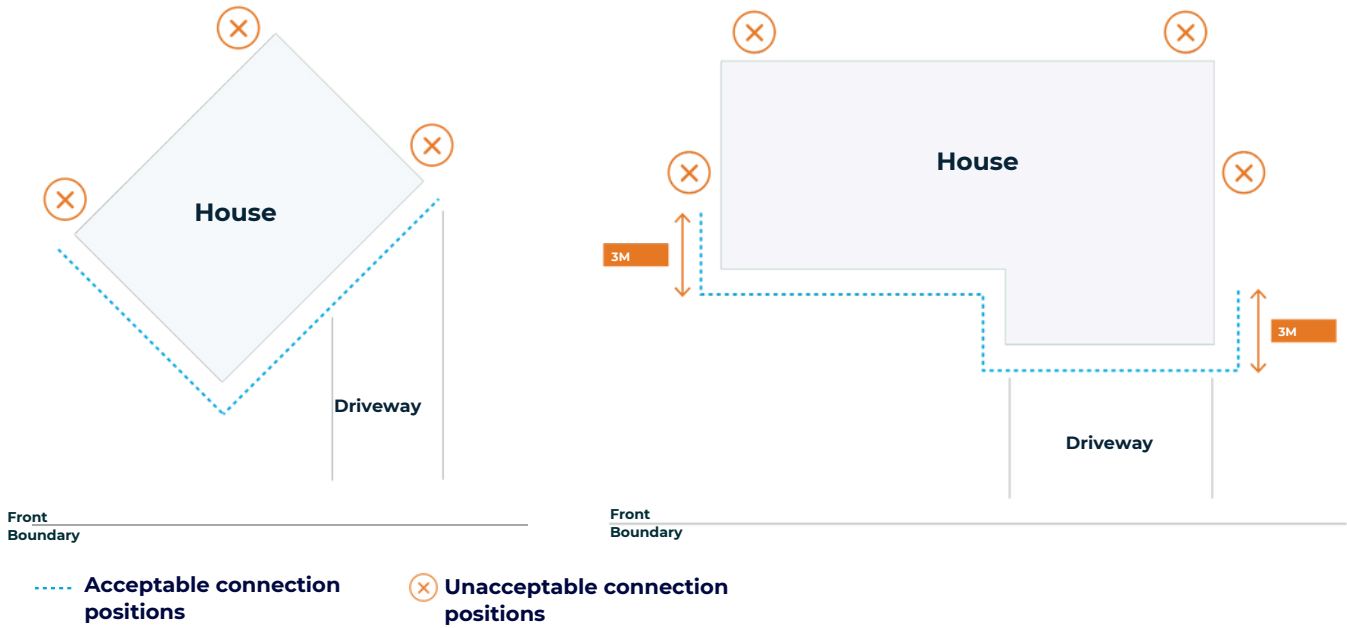 House
House
3M
3M
Driveway
Driveway
Front
Boundary
Front
Boundary
Acceptable connection
positions
Unacceptable connection
positions